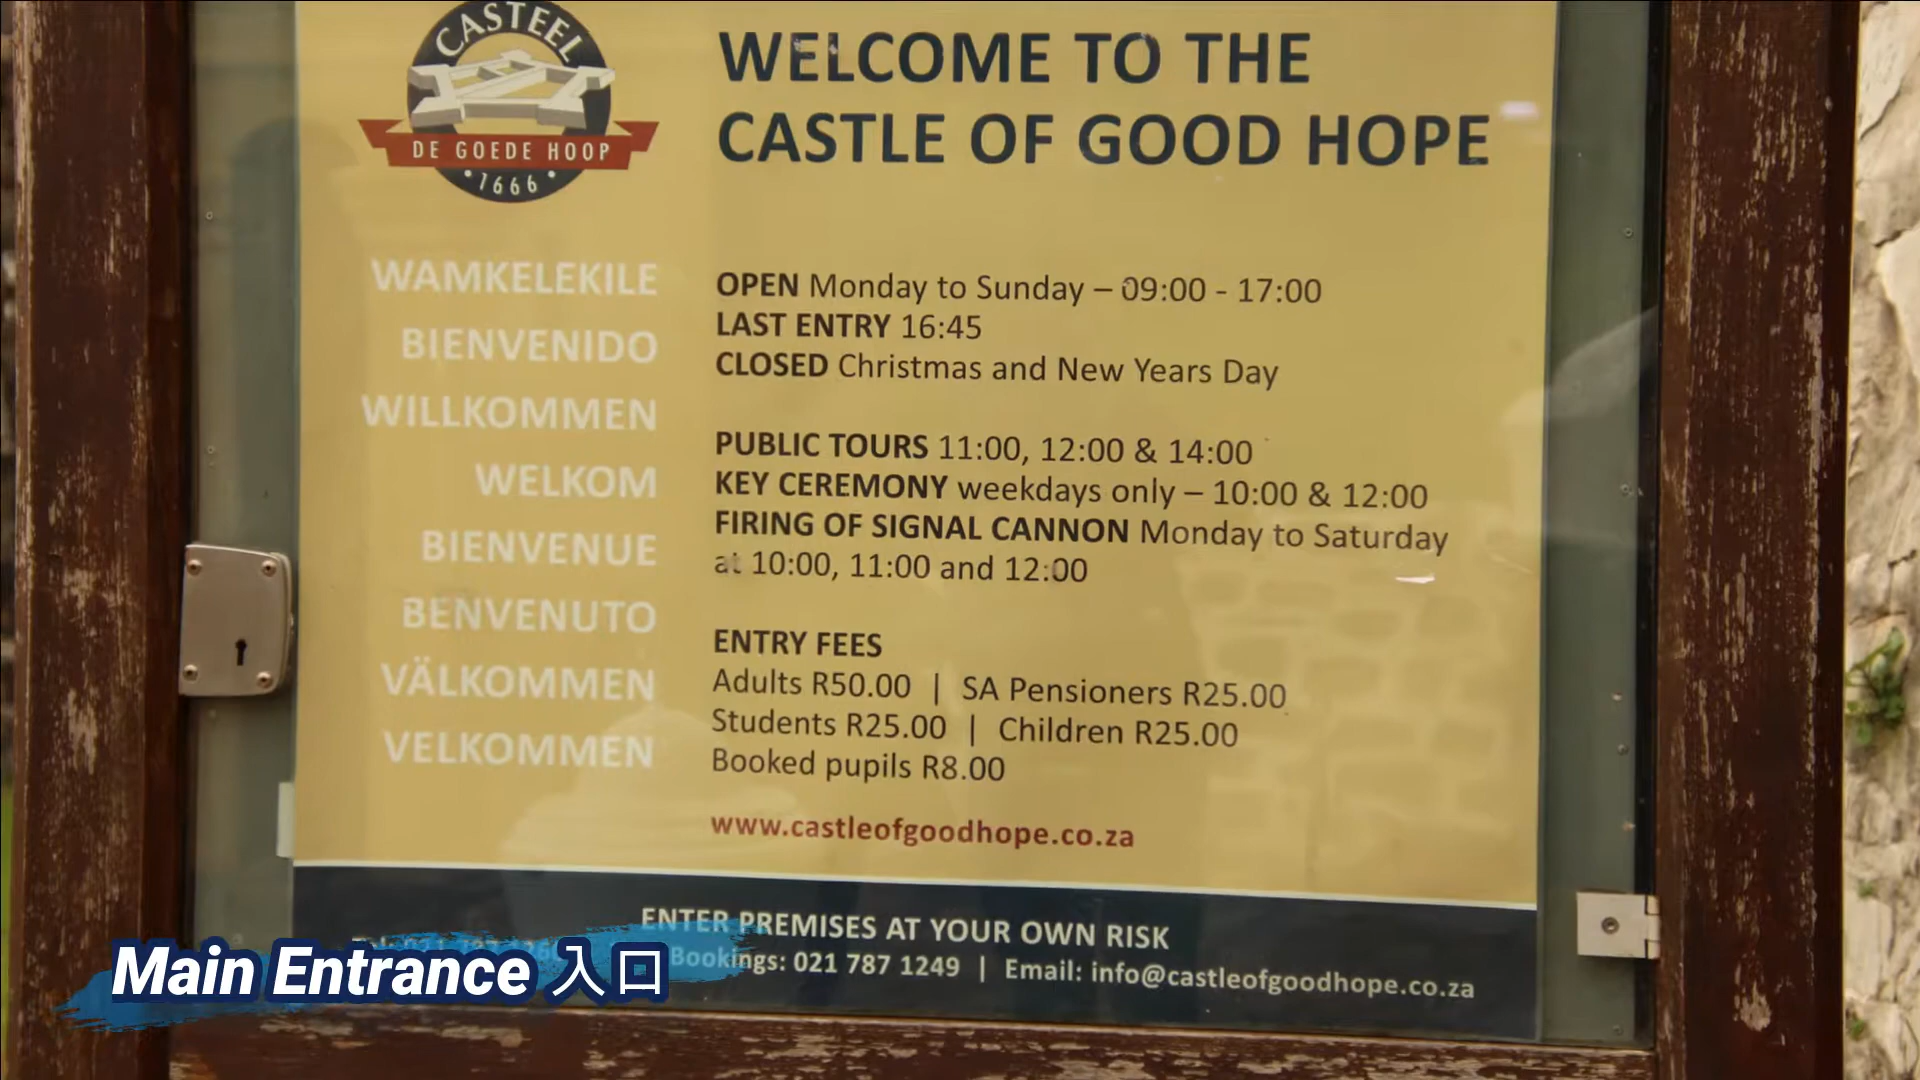 CASTEEL
DE GOEDE HOOP
• 1666 •
WELCOME TO THE
CASTLE OF GOOD HOPE
WAMKELEKILE
BIENVENIDO
WILLKOMMEN
WELKOM
BIENVENUE
BENVENUTO
VÄLKOMMEN
VELKOMMEN
OPEN Monday to Sunday – 09:00 - 17:00
LAST ENTRY 16:45
CLOSED Christmas and New Years Day
PUBLIC TOURS 11:00, 12:00 & 14:00
KEY CEREMONY weekdays only – 10:00 & 12:00
FIRING OF SIGNAL CANNON Monday to Saturday
at 10:00, 11:00 and 12:00
ENTRY FEES
Adults R50.00 | SA Pensioners R25.00
Students R25.00 | Children R25.00
Booked pupils R8.00
www.castleofgoodhope.co.za
ENTER PREMISES AT YOUR OWN RISK
Bookings: 021 787 1249 | Email: info@castleofgoodhope.co.za
Main Entrance 入口